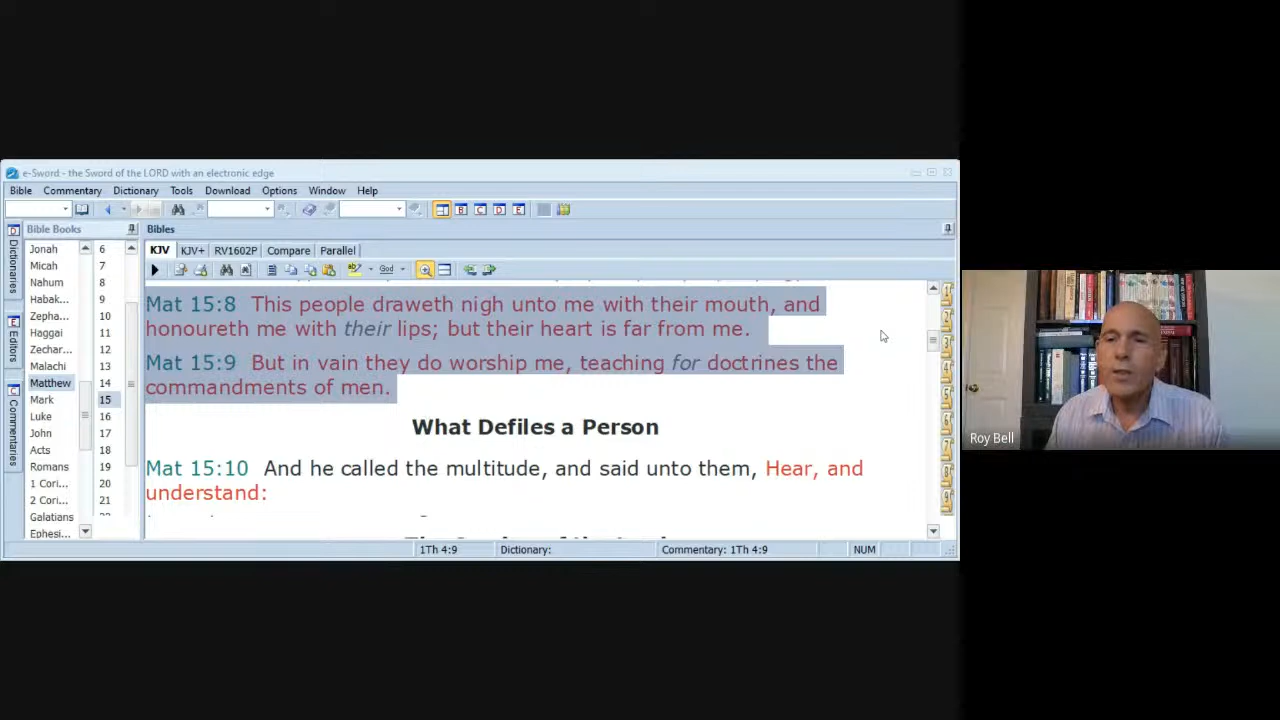 e-Sword - the Sword of the LORD with an electronic edge
Bible Commentary Dictionary Tools Download Options Window Help
Bible Books
Bibles
KJV KJV+ RV1602P Compare Parallel
God
Dictionaries
Editors
Commentaries
Jonah
Micah
Nahum
Habak...
Zepha...
Haggai
Zechar...
Malachi
Matthew
Mark
Luke
John
Acts
Romans
1 Cori...
2 Cori...
Galatians
Ephesi...
6
7
8
9
10
11
12
13
14
15
16
17
18
19
20
21
Mat 15:8 This people draweth nigh unto me with their mouth, and
honoureth me with their lips; but their heart is far from me.
Mat 15:9 But in vain they do worship me, teaching for doctrines the
commandments of men.
What Defiles a Person
Mat 15:10 And he called the multitude, and said unto them, Hear, and
understand:
1Th 4:9 Dictionary: Commentary: 1Th 4:9 NUM
Roy Bell